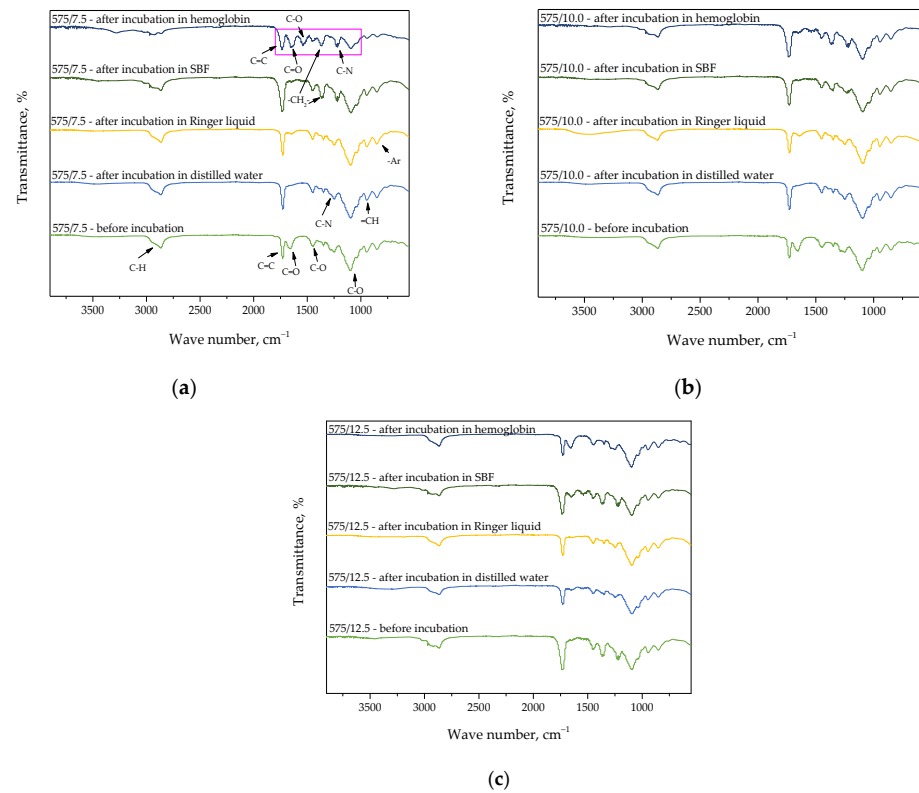 575/7.5 - after incubation in hemoglobin
C-O
C=C
C=O
C-N
575/7.5 - after incubation in SBF
-CH2-
575/7.5 - after incubation in Ringer liquid
-Ar
575/7.5 - after incubation in distilled water
C-N
=CH
575/7.5 - before incubation
C-H
C=C
C=O
C-O
C-O
Transmittance, %
3500 3000 2500 2000 1500 1000
Wave number, cm−1
(a)
575/10.0 - after incubation in hemoglobin
575/10.0 - after incubation in SBF
575/10.0 - after incubation in Ringer liquid
575/10.0 - after incubation in distilled water
575/10.0 - before incubation
Transmittance, %
3500 3000 2500 2000 1500 1000
Wave number, cm−1
(b)
575/12.5 - after incubation in hemoglobin
575/12.5 - after incubation in SBF
575/12.5 - after incubation in Ringer liquid
575/12.5 - after incubation in distilled water
575/12.5 - before incubation
Transmittance, %
3500 3000 2500 2000 1500 1000
Wave number, cm−1
(c)